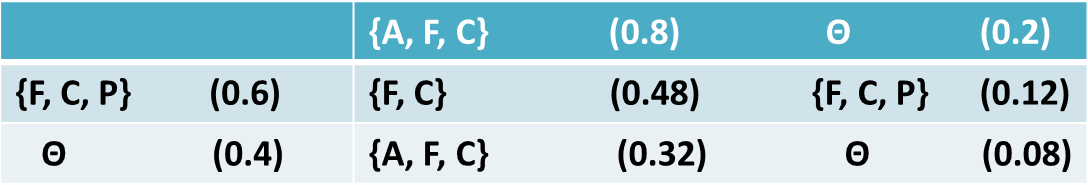 {A, F, C} (0.8) Θ (0.2)
{F, C, P} (0.6) {F, C} (0.48) {F, C, P} (0.12)
Θ (0.4) {A, F, C} (0.32) Θ (0.08)